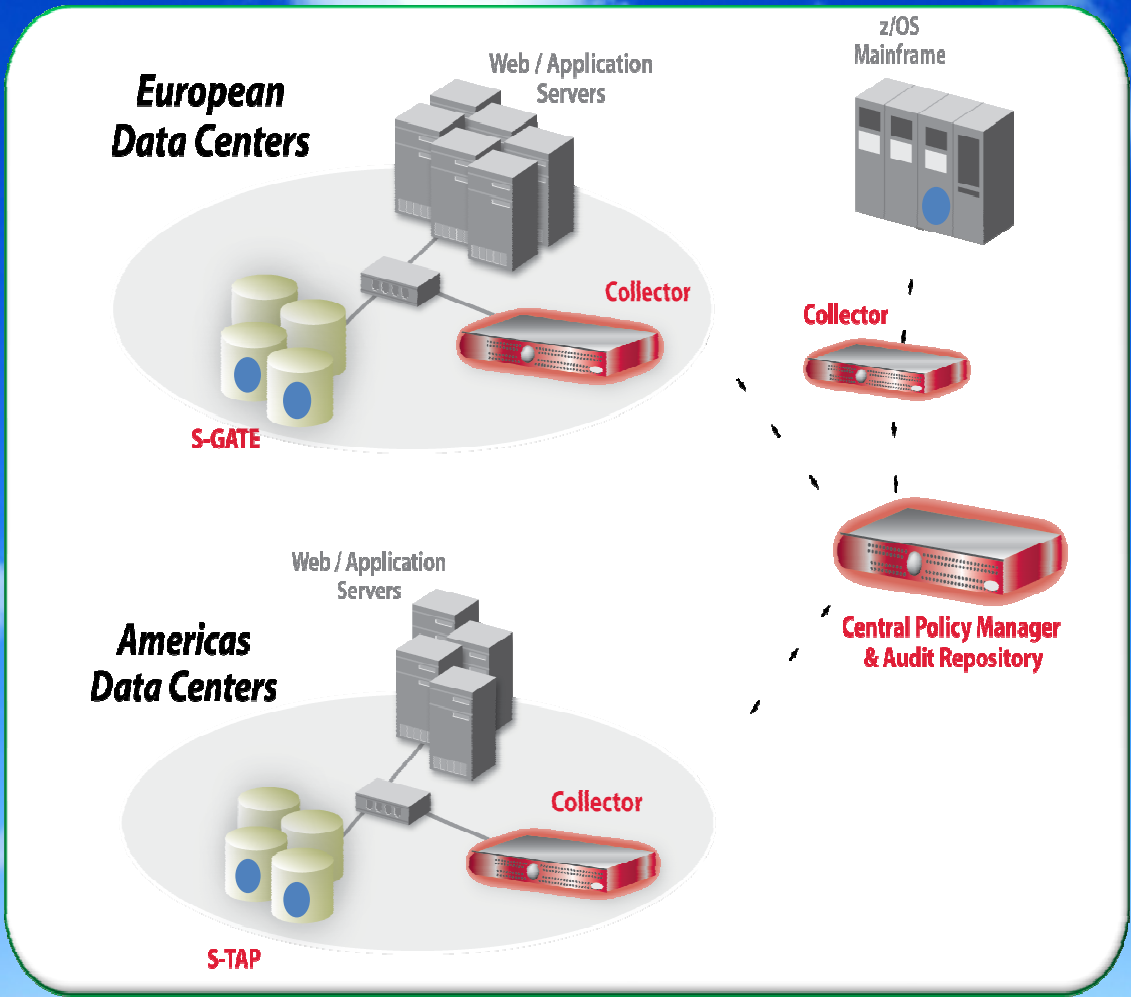 European
Data Centers
Web / Application
Servers
z/OS
Mainframe
Collector
Collector
S-GATE
Web / Application
Servers
Central Policy Manager
& Audit Repository
Americas
Data Centers
Collector
S-TAP